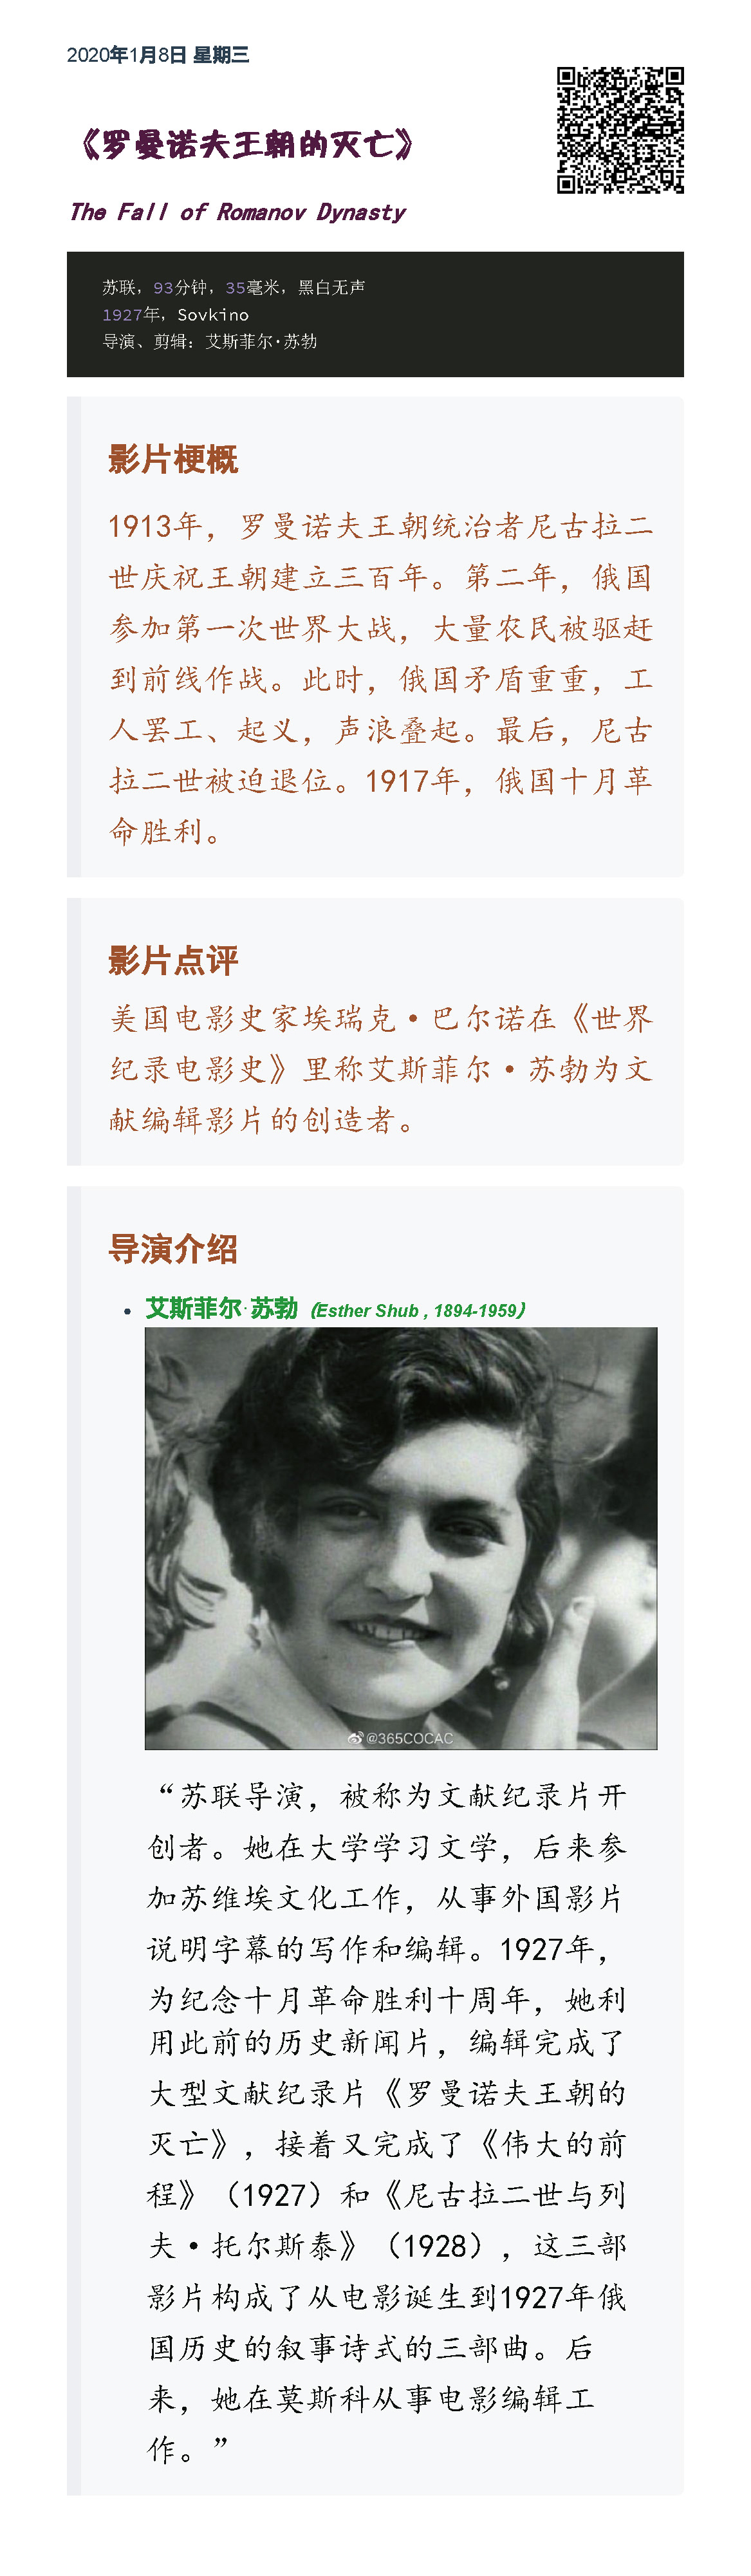 2020年1月8日 星期三
《罗曼诺夫王朝的灭亡》
The Fall of Romanov Dynasty
苏联，93分钟，35毫米，黑白无声
1927年，Sovkino
导演、剪辑：艾斯菲尔·苏勃
影片梗概
1913年，罗曼诺夫王朝统治者尼古拉二
世庆祝王朝建立三百年。第二年，俄国
参加第一次世界大战，大量农民被驱赶
到前线作战。此时，俄国矛盾重重，工
人罢工、起义，声浪叠起。最后，尼古
拉二世被迫退位。1917年，俄国十月革
命胜利。
影片点评
美国电影史家埃瑞克·巴尔诺在《世界
纪录电影史》里称艾斯菲尔·苏勃为文
献编辑影片的创造者。
导演介绍
艾斯菲尔·苏勃（Esther Shub , 1894-1959）
@365COCAC
“苏联导演，被称为文献纪录片开
创者。她在大学学习文学，后来参
加苏维埃文化工作，从事外国影片
说明字幕的写作和编辑。1927年，
为纪念十月革命胜利十周年，她利
用此前的历史新闻片，编辑完成了
大型文献纪录片《罗曼诺夫王朝的
灭亡》，接着又完成了《伟大的前
程》（1927）和《尼古拉二世与列
夫·托尔斯泰》（1928），这三部
影片构成了从电影诞生到1927年俄
国历史的叙事诗式的三部曲。后
来，她在莫斯科从事电影编辑工
作。”